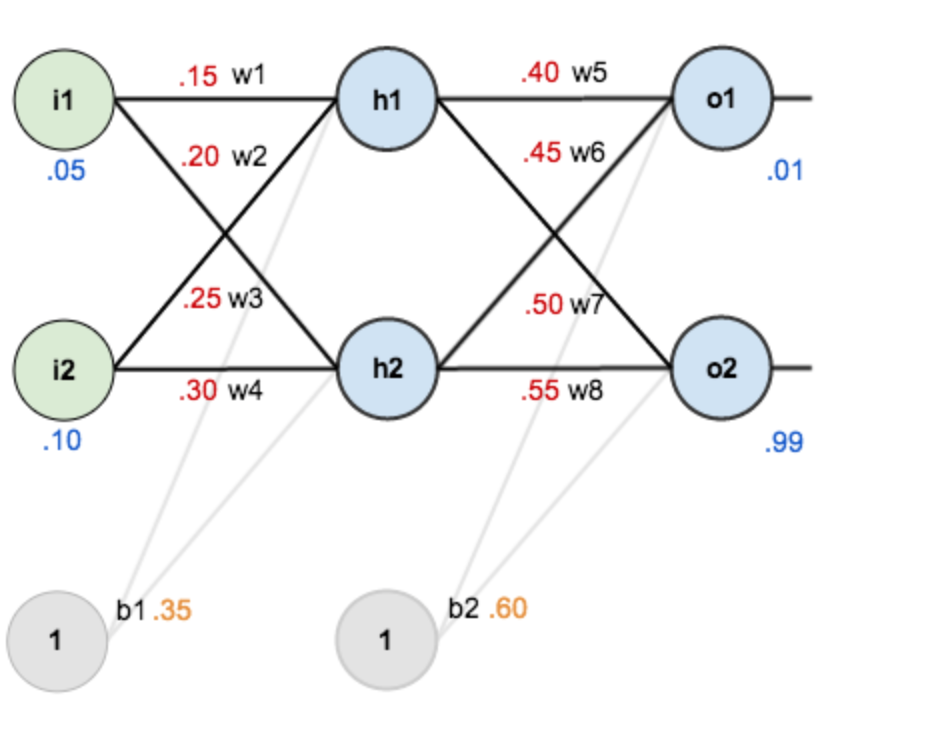 .15 w1
.40 w5
i1
h1
o1
.20 w2
.45 w6
.05
.01
.25 w3
.50 w7
i2
h2
o2
.30 w4
.55 w8
.10
.99
b1 .35
b2 .60
1
1